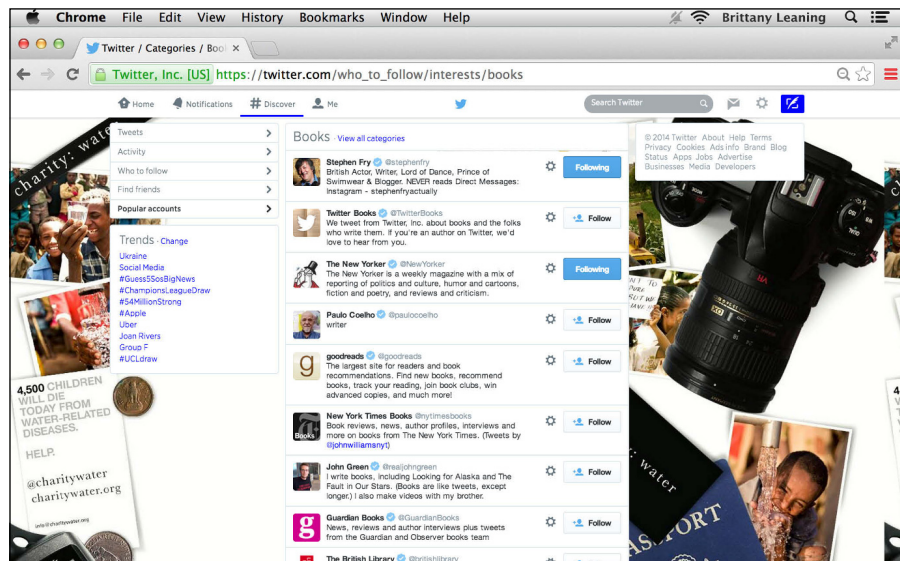 Chrome File Edit View History Bookmarks Window Help Brittany Leaning
Twitter / Categories / Boo
Twitter, Inc. [US] https://twitter.com/who_to_follow/interests/books
Home Notifications # Discover Me Search Twitter
Tweets
Activity
Who to follow
Find friends
Popular accounts
Trends · Change
Ukraine
Social Media
#Guess5SosBigNews
#ChampionsLeagueDraw
#54MillionStrong
#Apple
Uber
Joan Rivers
Group F
#UCLdraw
Books · View all categories
Stephen Fry @stephenfry
British Actor, Writer, Lord of Dance, Prince of
Swimwear & Blogger. NEVER reads Direct Messages:
Instagram - stephenfryactually
Following
Twitter Books @TwitterBooks
We tweet from Twitter, Inc. about books and the folks
who write them. If you're an author on Twitter, we'd
love to hear from you.
Follow
The New Yorker @NewYorker
The New Yorker is a weekly magazine with a mix of
reporting of politics and culture, humor and cartoons,
fiction and poetry, and reviews and criticism.
Following
Paulo Coelho @paulocoelho
writer
Follow
g
goodreads @goodreads
The largest site for readers and book
recommendations. Find new books, recommend
books, track your reading, join book clubs, win
advanced copies, and much more!
Follow
Books
New York Times Books @nytimesbooks
Book reviews, news, author profiles, interviews and
more on books from The New York Times. (Tweets by
@johnwilliamsnyt)
Follow
John Green @realjohngreen
I write books, including Looking for Alaska and The
Fault in Our Stars. (Books are like tweets, except
longer.) I also make videos with my brother.
Follow
g
Guardian Books @GuardianBooks
News, reviews and author interviews plus tweets
from the Guardian and Observer books team
Follow
The British Library @britishlibrary
Follow
© 2014 Twitter About Help Terms
Privacy Cookies Ads info Brand Blog
Status Apps Jobs Advertise
Businesses Media Developers
charity: wate
4,500 CHILDREN
WILL DIE
TODAY FROM
WATER-RELATED
DISEASES.
HELP.
@charitywater
charitywater.org
info@charitywater.org
: water
PASSPORT